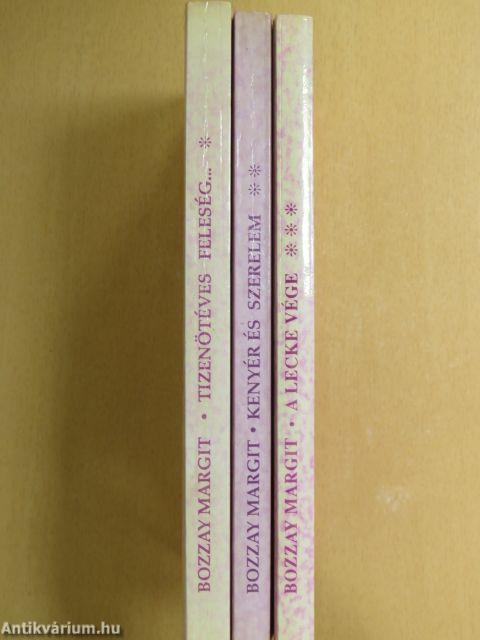 BOZZAY MARGIT • TIZENÖTÉVES FELESÉG... *
BOZZAY MARGIT • KENYÉR ÉS SZERELEM * *
BOZZAY MARGIT • A LECKE VÉGE * * *
Antikvárium.hu